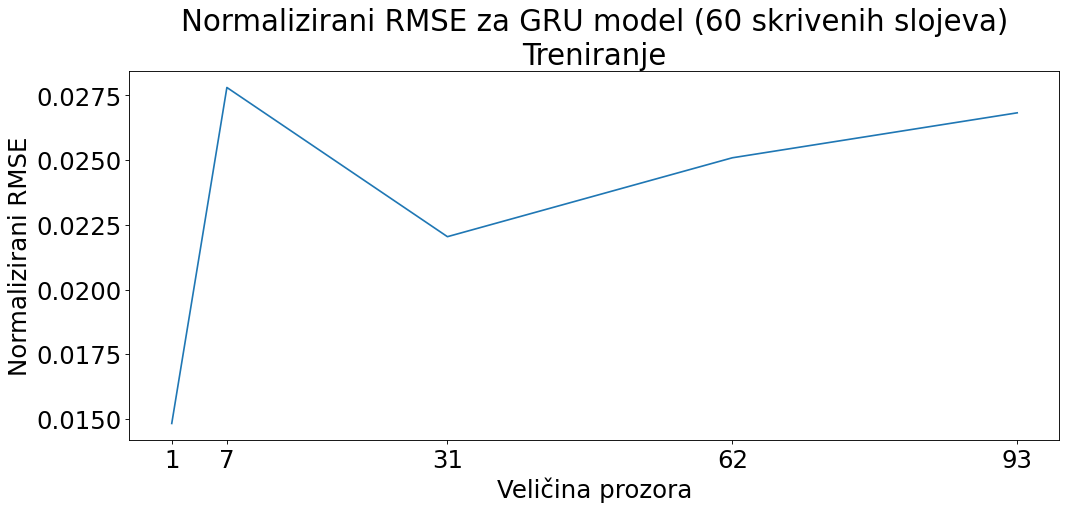 Normalizirani RMSE za GRU model (60 skrivenih slojeva)
Treniranje
Normalizirani RMSE
0.0275
0.0250
0.0225
0.0200
0.0175
0.0150
1 7 31 62 93
Veličina prozora